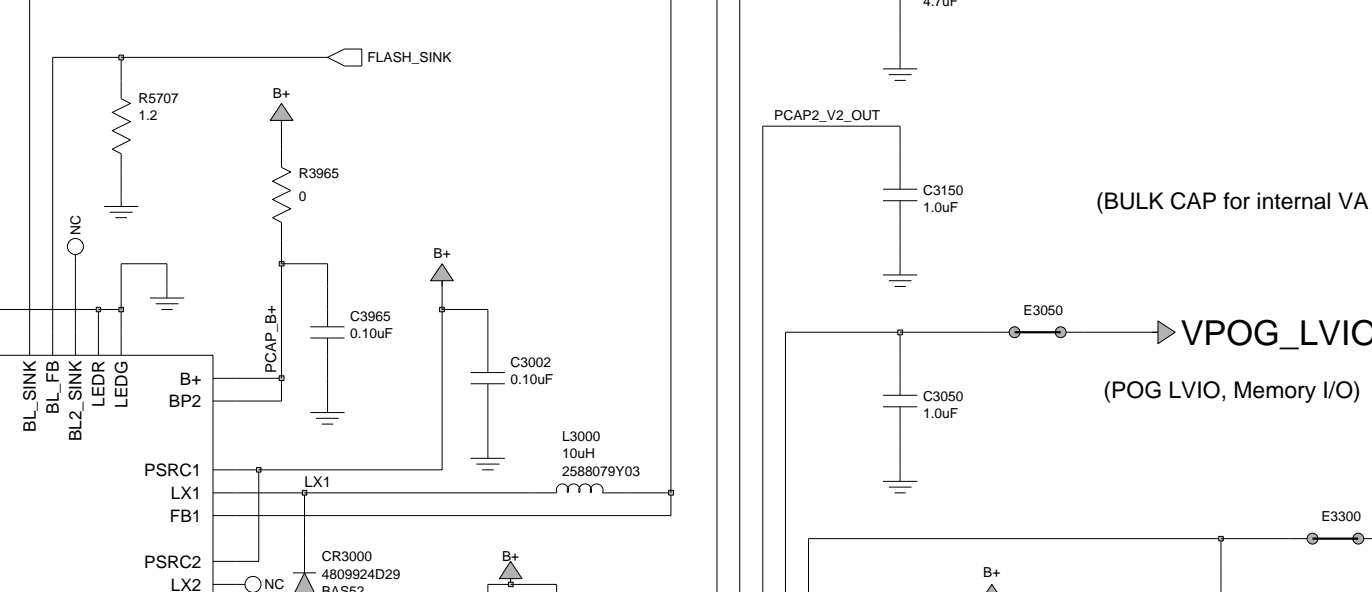 4.7uF
FLASH_SINK
R5707
1.2
B+
PCAP2_V2_OUT
R3965
0
C3150
1.0uF
(BULK CAP for internal VA
NC
B+
PCAP_B+
C3965
0.10uF
E3050
VPOG_LVIO
C3002
0.10uF
BL_SINK
BL_FB
BL2_SINK
LEDR
LEDG
B+
BP2
(POG LVIO, Memory I/O)
C3050
1.0uF
L3000
10uH
2588079Y03
PSRC1
LX1
LX1
FB1
E3300
PSRC2
CR3000
4809924D29
BAS52
B+
B+
LX2
NC